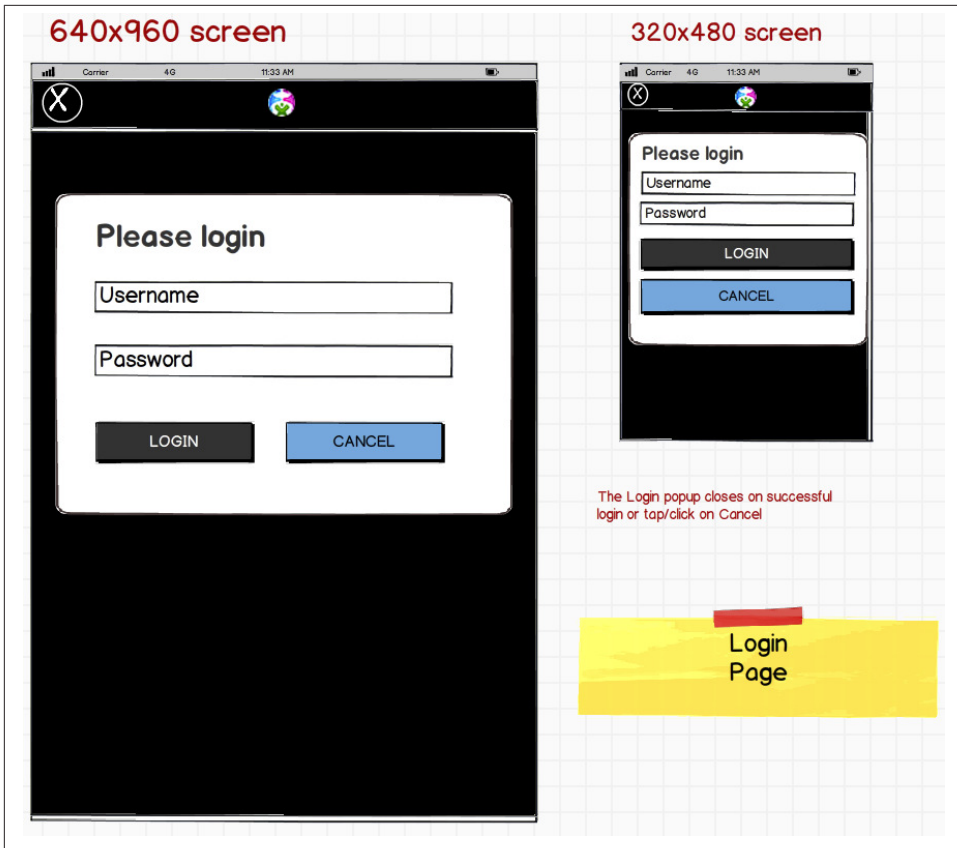 640x960 screen
Carrier 4G 11:33 AM
X
Please login
Username
Password
LOGIN CANCEL
320x480 screen
Carrier 4G 11:33 AM
X
Please login
Username
Password
LOGIN
CANCEL
The Login popup closes on successful
login or tap/click on Cancel
Login
Page